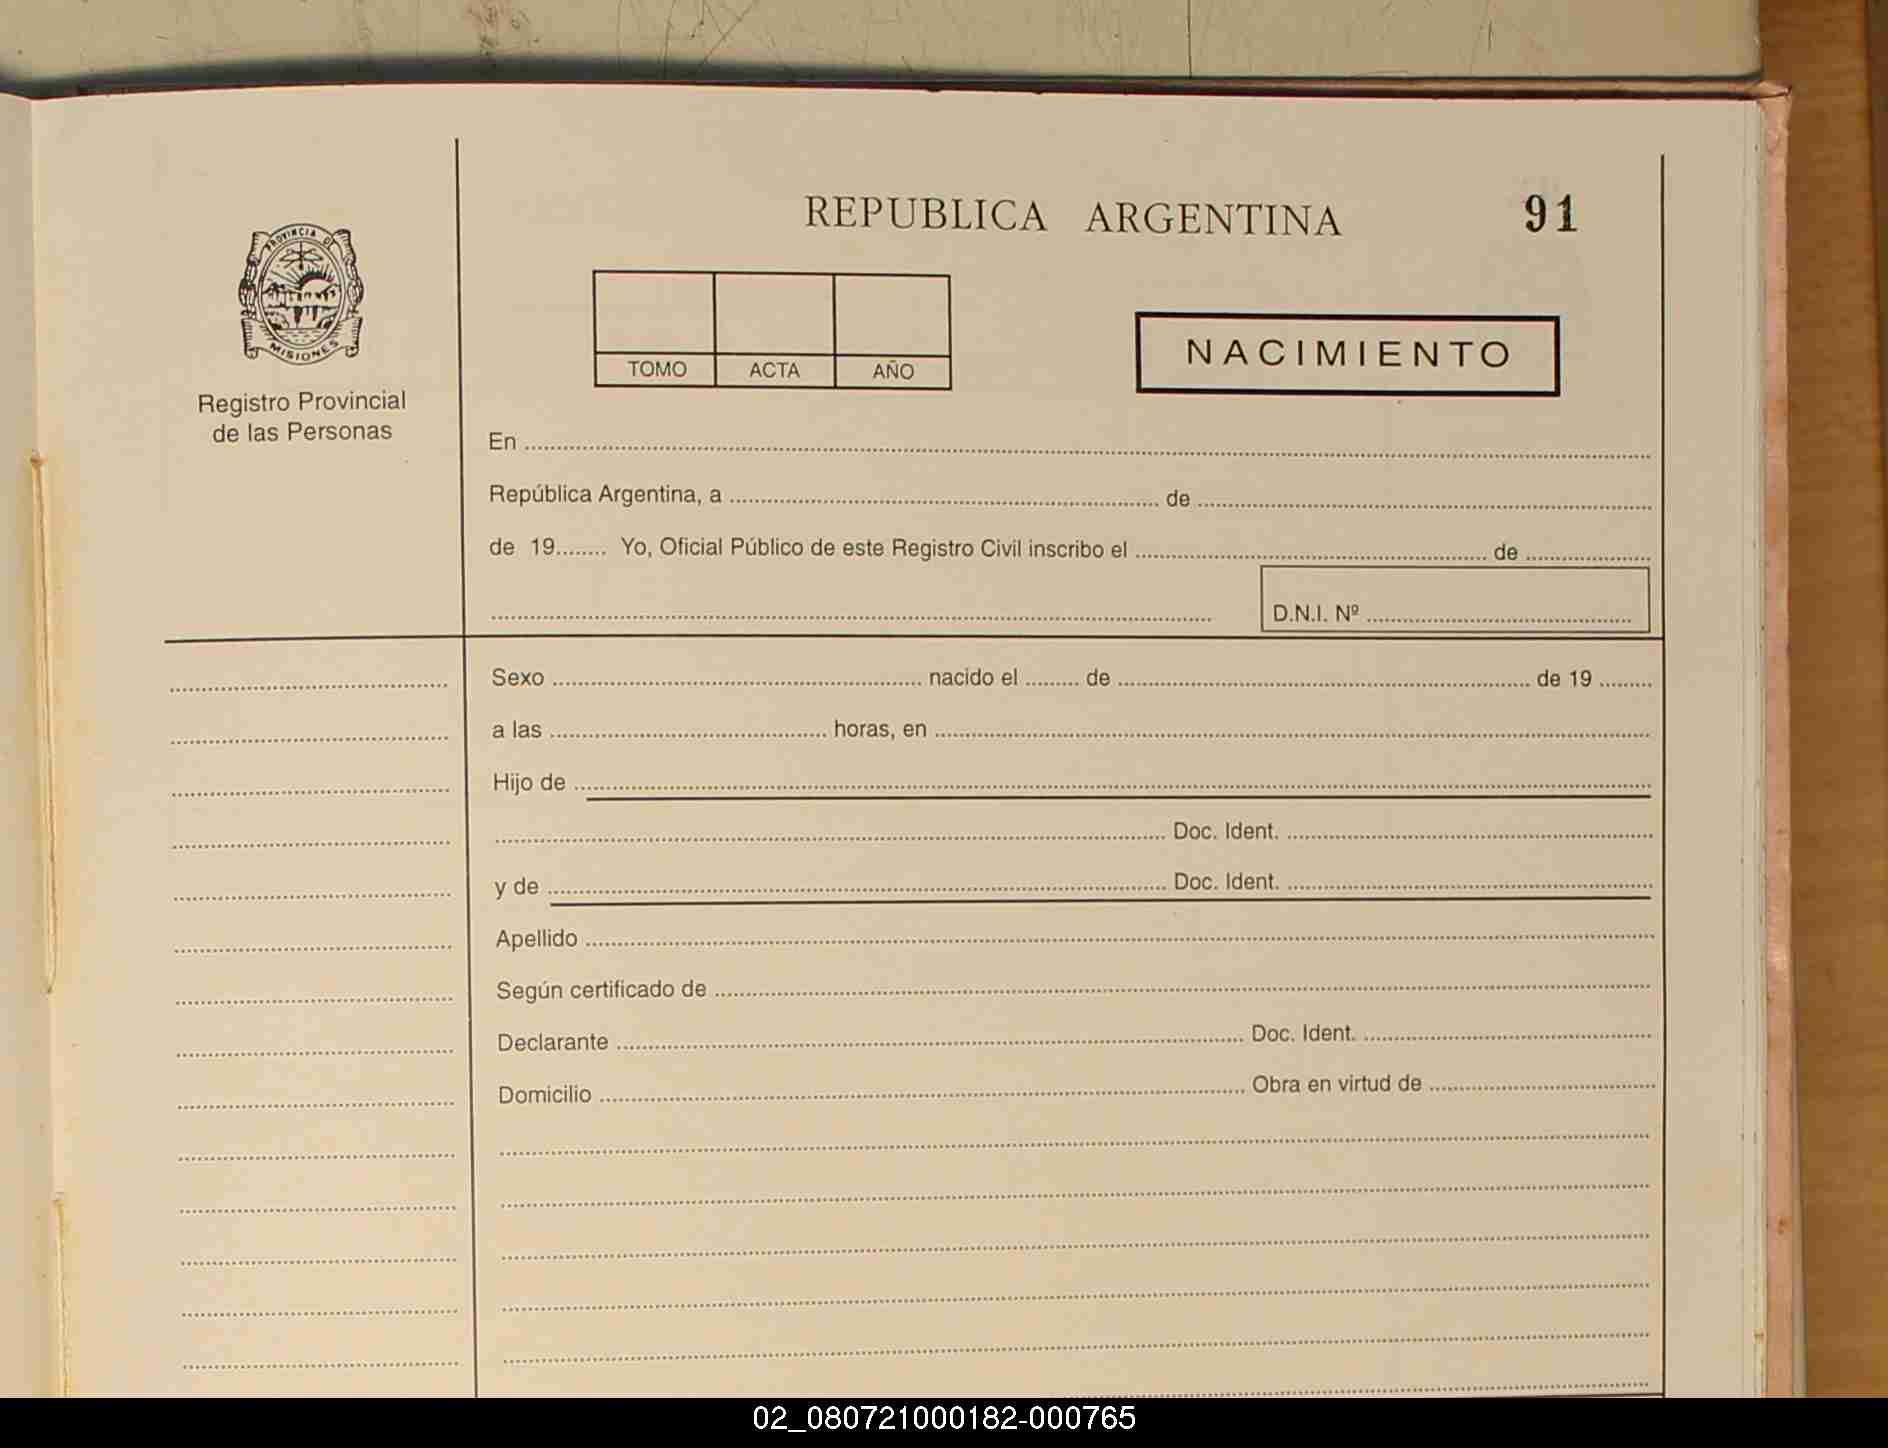 REPUBLICA ARGENTINA
91
PROVINCIA DE
MISIONES
Registro Provincial
de las Personas
TOMO ACTA AÑO
NACIMIENTO
En
República Argentina, a de
de 19 Yo, Oficial Público de este Registro Civil inscribo el de
D.N.I. Nº
Sexo nacido el de de 19
a las horas, en
Hijo de
Doc. Ident.
y de Doc. Ident.
Apellido
Según certificado de
Declarante Doc. Ident.
Domicilio Obra en virtud de
02_080721000182-000765